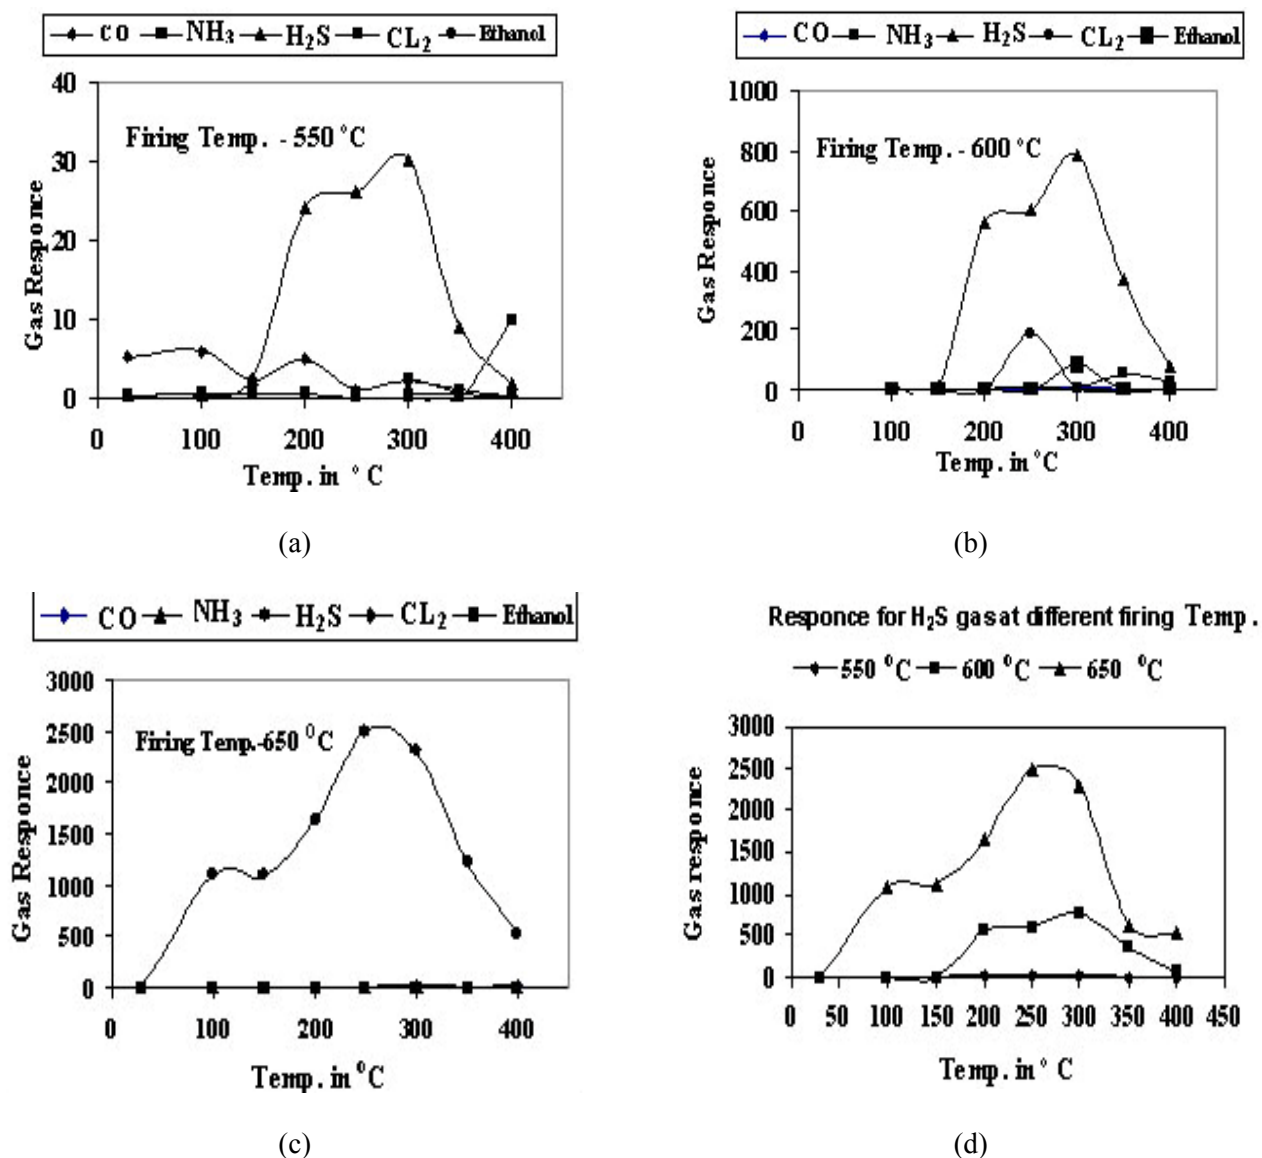 CO NH₃ H₂S CL₂ Ethanol
40
30
20
10
0
Firing Temp. - 550 °C
Gas Responce
0 100 200 300 400
Temp. in ° C
(a)
CO NH₃ H₂S CL₂ Ethanol
1000
800
600
400
200
0
Firing Temp. - 600 °C
Gas Responce
0 100 200 300 400
Temp. in °C
(b)
CO NH₃ H₂S CL₂ Ethanol
3000
2500
2000
1500
1000
500
0
Firing Temp.-650 °C
Gas Responce
0 100 200 300 400
Temp. in °C
(c)
Responce for H₂S gas at different firing Temp.
550 °C 600 °C 650 °C
3000
2500
2000
1500
1000
500
0
Gas responce
0 50 100 150 200 250 300 350 400 450
Temp. in ° C
(d)